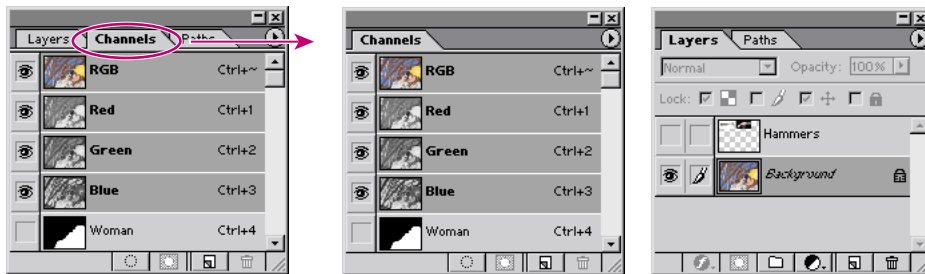 Layers Channels Paths
RGB Ctrl+~
Red Ctrl+1
Green Ctrl+2
Blue Ctrl+3
Woman Ctrl+4
Channels
RGB Ctrl+~
Red Ctrl+1
Green Ctrl+2
Blue Ctrl+3
Woman Ctrl+4
Layers Paths
Normal Opacity: 100%
Lock:
Hammers
Background